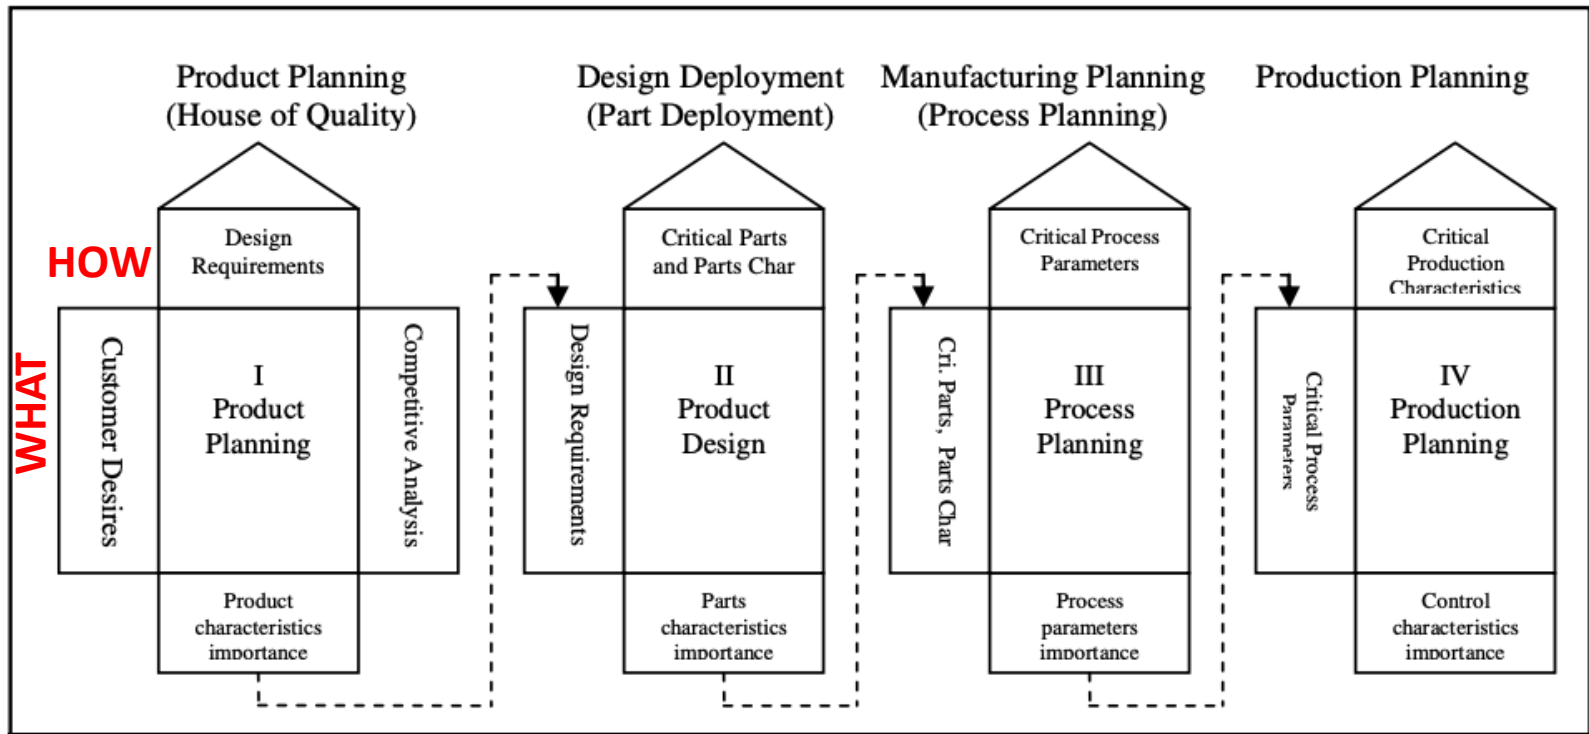 Product Planning
(House of Quality)
Design Deployment
(Part Deployment)
Manufacturing Planning
(Process Planning)
Production Planning
HOW
WHAT
Design
Requirements
Customer Desires
I
Product
Planning
Competitive Analysis
Product
characteristics
importance
Critical Parts
and Parts Char
Design Requirements
II
Product
Design
Parts
characteristics
importance
Critical Process
Parameters
Cri. Parts, Parts Char
III
Process
Planning
Process
parameters
importance
Critical
Production
Characteristics
Critical Process
Parameters
IV
Production
Planning
Control
characteristics
importance